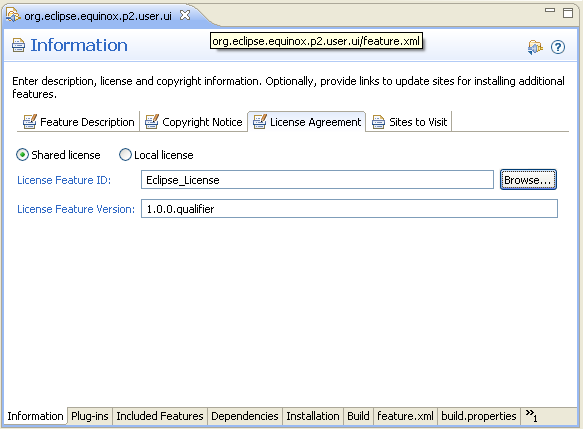 org.eclipse.equinox.p2.user.ui
Information
org.eclipse.equinox.p2.user.ui/feature.xml
Enter description, license and copyright information. Optionally, provide links to update sites for installing additional
features.
Feature Description Copyright Notice License Agreement Sites to Visit
Shared license Local license
License Feature ID: Eclipse_License Browse...
License Feature Version: 1.0.0.qualifier
Information Plug-ins Included Features Dependencies Installation Build feature.xml build.properties »1